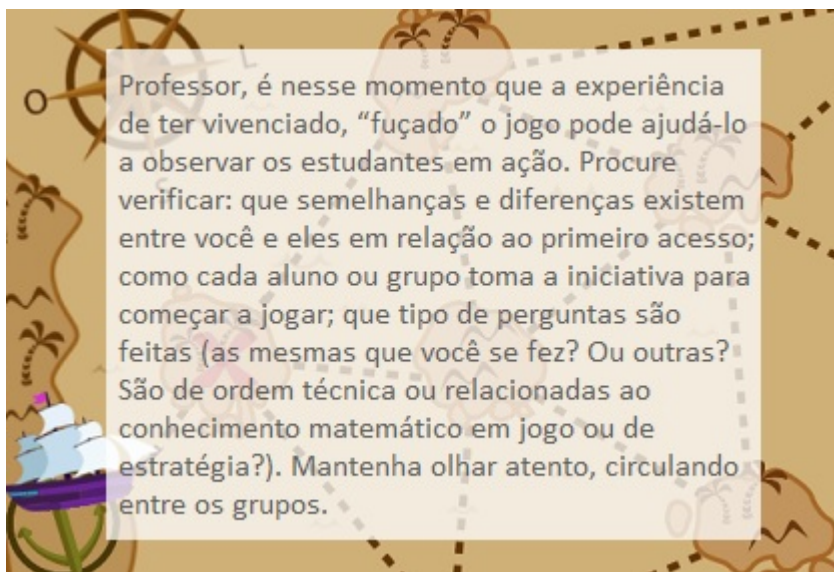 Professor, é nesse momento que a experiência
de ter vivenciado, “fuçado” o jogo pode ajudá-lo
a observar os estudantes em ação. Procure
verificar: que semelhanças e diferenças existem
entre você e eles em relação ao primeiro acesso;
como cada aluno ou grupo toma a iniciativa para
começar a jogar; que tipo de perguntas são
feitas (as mesmas que você se fez? Ou outras?
São de ordem técnica ou relacionadas ao
conhecimento matemático em jogo ou de
estratégia?). Mantenha olhar atento, circulando
entre os grupos.
O
L
S